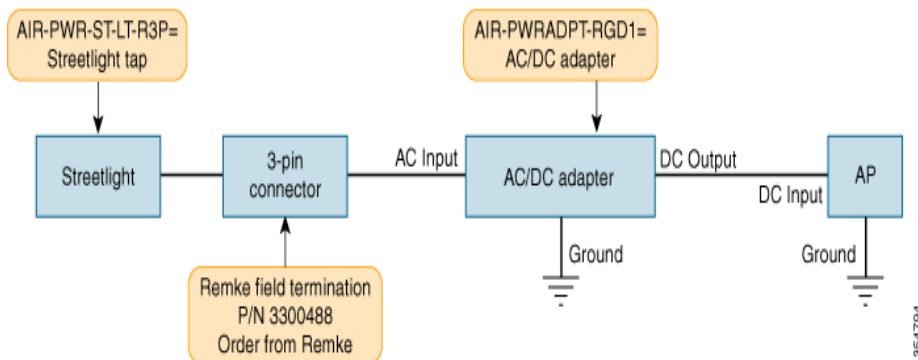 AIR-PWR-ST-LT-R3P=
Streetlight tap
AIR-PWRADPT-RGD1=
AC/DC adapter
Streetlight
3-pin
connector
AC Input
AC/DC adapter
DC Output
DC Input
AP
Ground
Ground
Remke field termination
P/N 3300488
Order from Remke